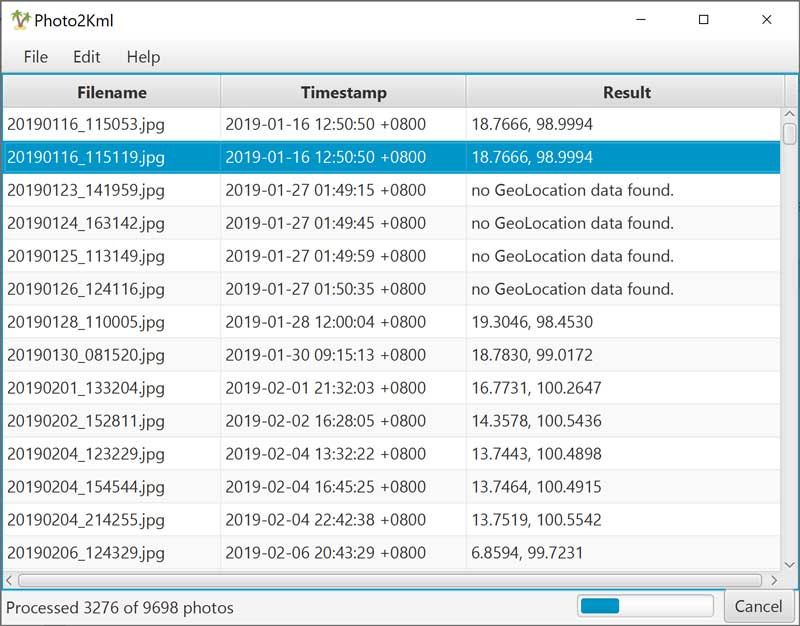 Photo2Kml
File Edit Help
Filename Timestamp Result
20190116_115053.jpg 2019-01-16 12:50:50 +0800 18.7666, 98.9994
20190116_115119.jpg 2019-01-16 12:50:50 +0800 18.7666, 98.9994
20190123_141959.jpg 2019-01-27 01:49:15 +0800 no GeoLocation data found.
20190124_163142.jpg 2019-01-27 01:49:45 +0800 no GeoLocation data found.
20190125_113149.jpg 2019-01-27 01:49:59 +0800 no GeoLocation data found.
20190126_124116.jpg 2019-01-27 01:50:35 +0800 no GeoLocation data found.
20190128_110005.jpg 2019-01-28 12:00:04 +0800 19.3046, 98.4530
20190130_081520.jpg 2019-01-30 09:15:13 +0800 18.7830, 99.0172
20190201_133204.jpg 2019-02-01 21:32:03 +0800 16.7731, 100.2647
20190202_152811.jpg 2019-02-02 16:28:05 +0800 14.3578, 100.5436
20190204_123229.jpg 2019-02-04 13:32:22 +0800 13.7443, 100.4898
20190204_154544.jpg 2019-02-04 16:45:25 +0800 13.7464, 100.4915
20190204_214255.jpg 2019-02-04 22:42:38 +0800 13.7519, 100.5542
20190206_124329.jpg 2019-02-06 20:43:29 +0800 6.8594, 99.7231
Processed 3276 of 9698 photos Cancel